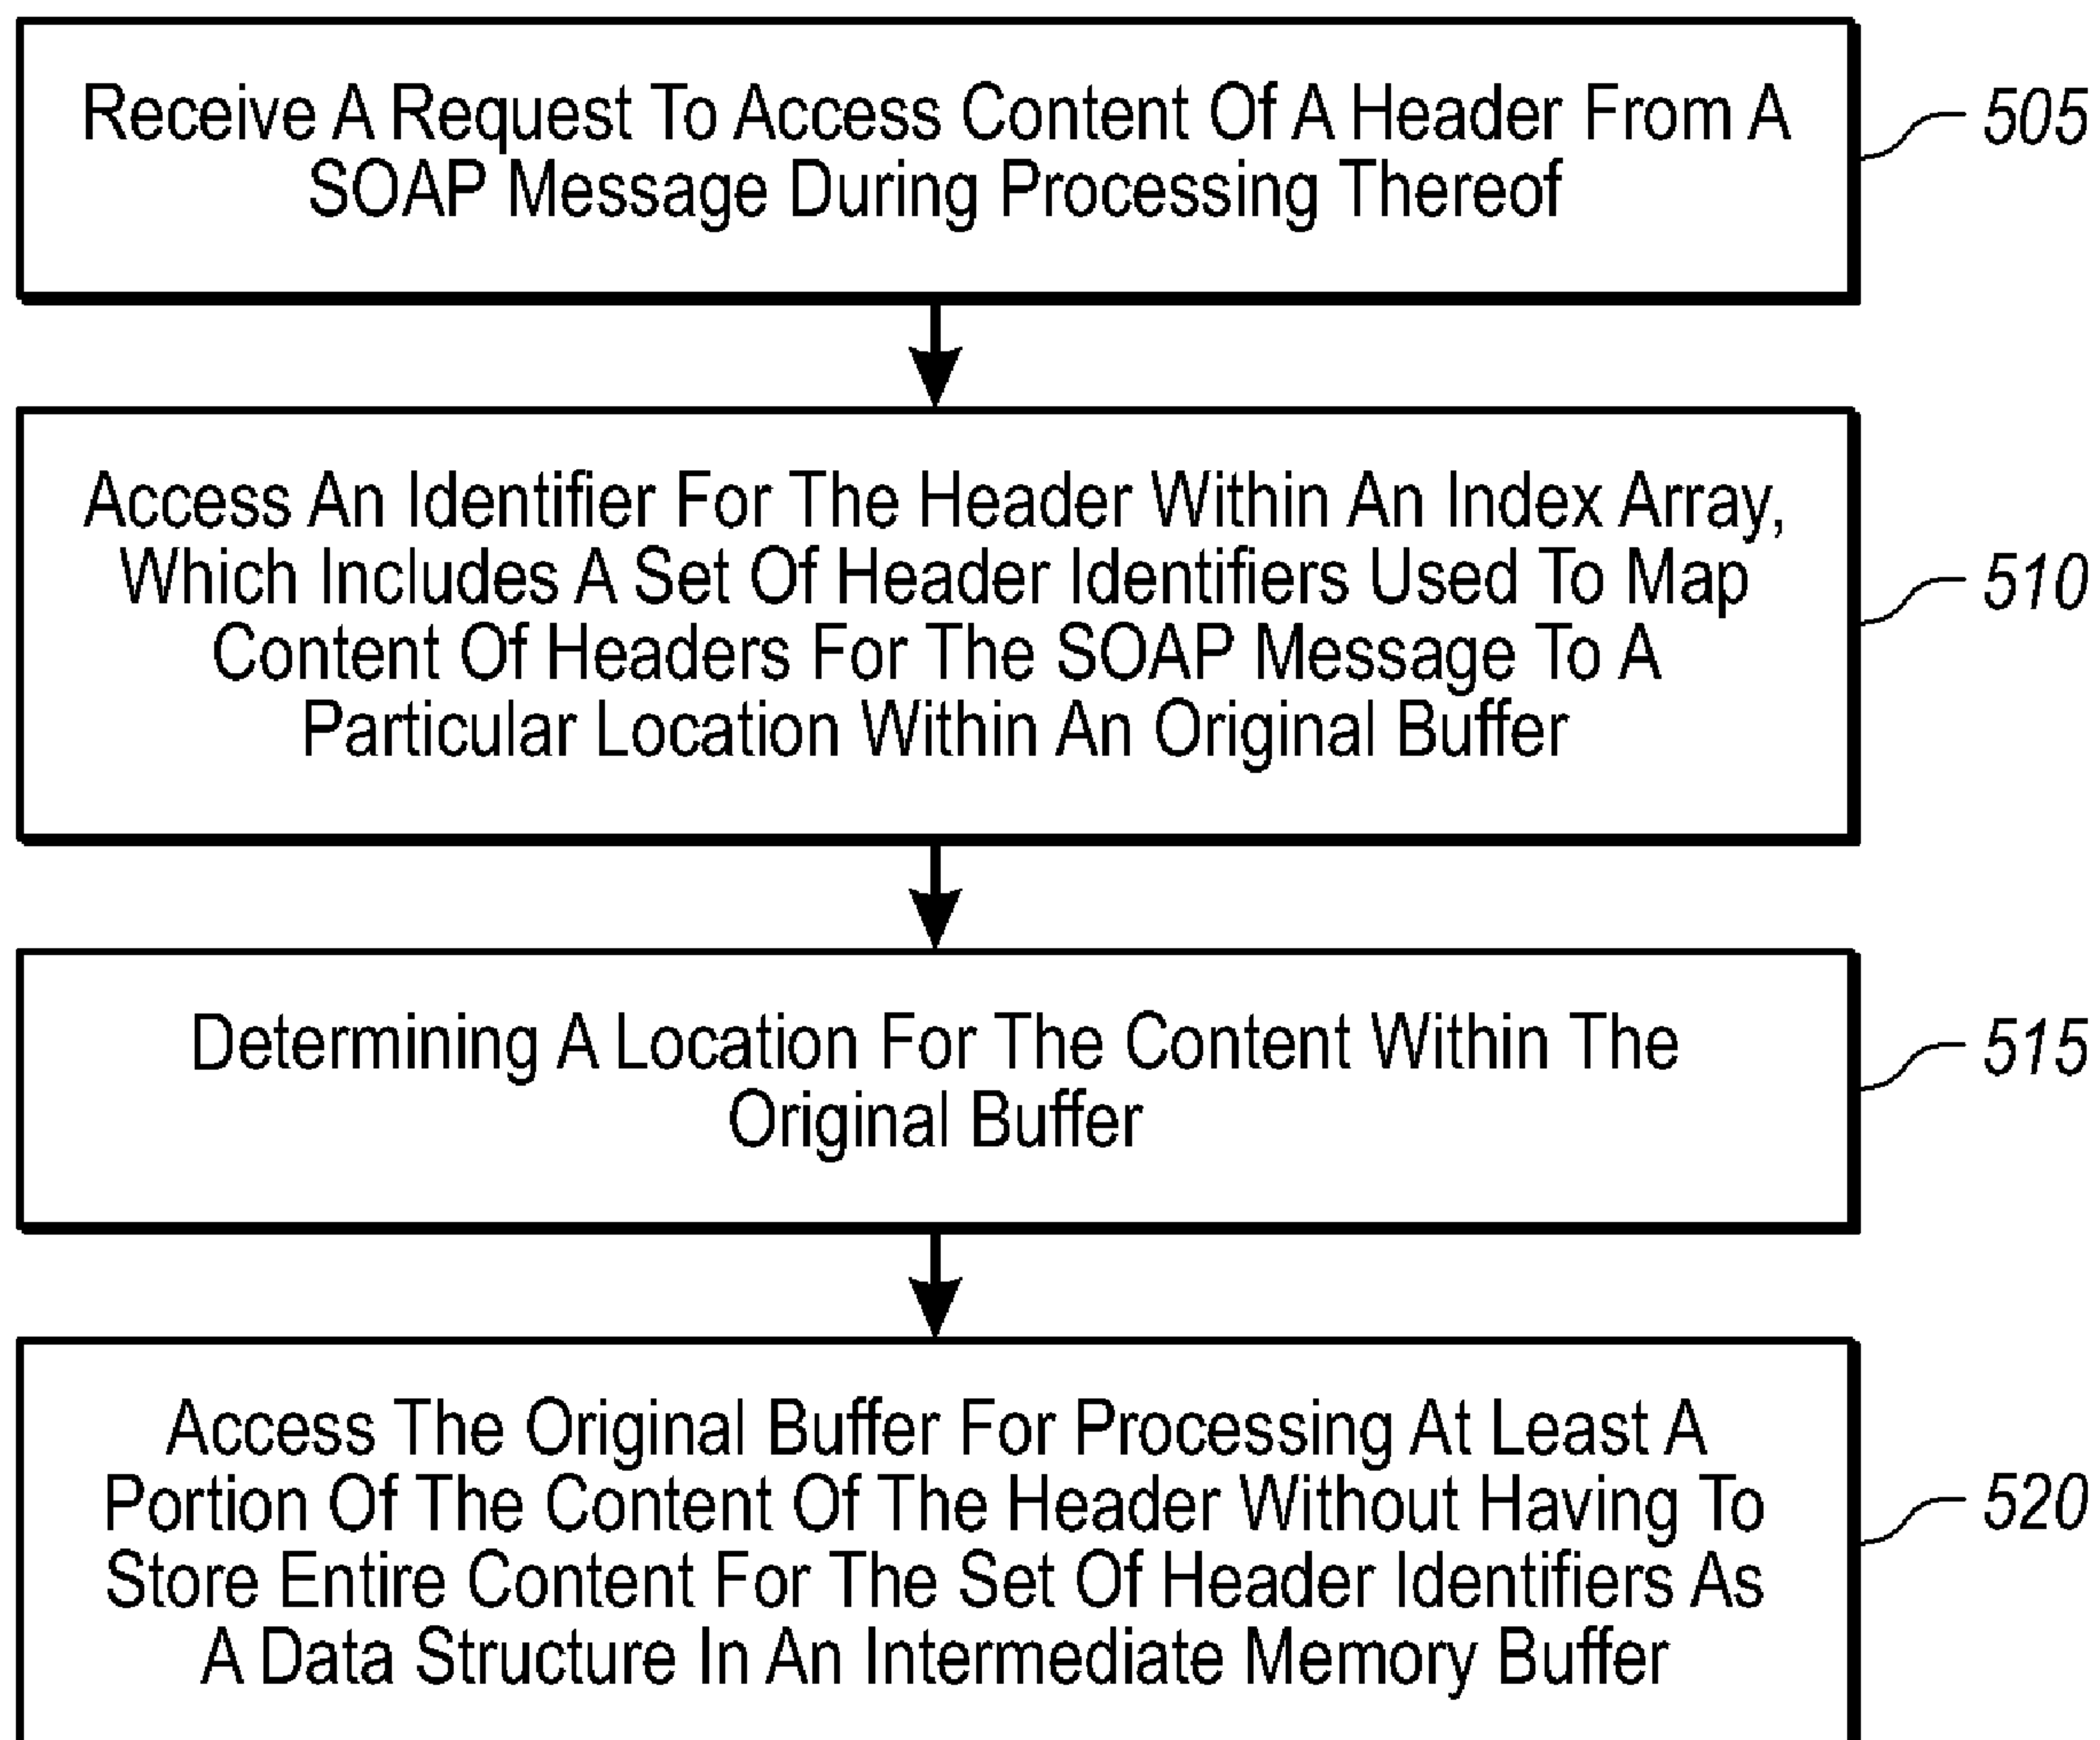 Receive A Request To Access Content Of A Header From A
SOAP Message During Processing Thereof
505
Access An Identifier For The Header Within An Index Array,
Which Includes A Set Of Header Identifiers Used To Map
Content Of Headers For The SOAP Message To A
Particular Location Within An Original Buffer
510
Determining A Location For The Content Within The
Original Buffer
515
Access The Original Buffer For Processing At Least A
Portion Of The Content Of The Header Without Having To
Store Entire Content For The Set Of Header Identifiers As
A Data Structure In An Intermediate Memory Buffer
520